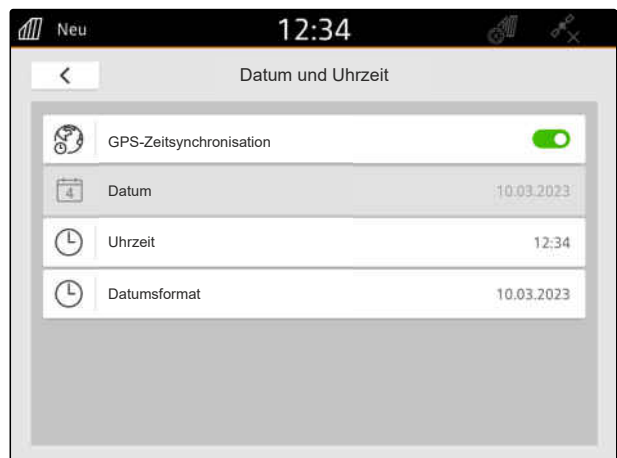 Neu 12:34
Datum und Uhrzeit
GPS-Zeitsynchronisation
4 Datum 10.03.2023
Uhrzeit 12:34
Datumsformat 10.03.2023